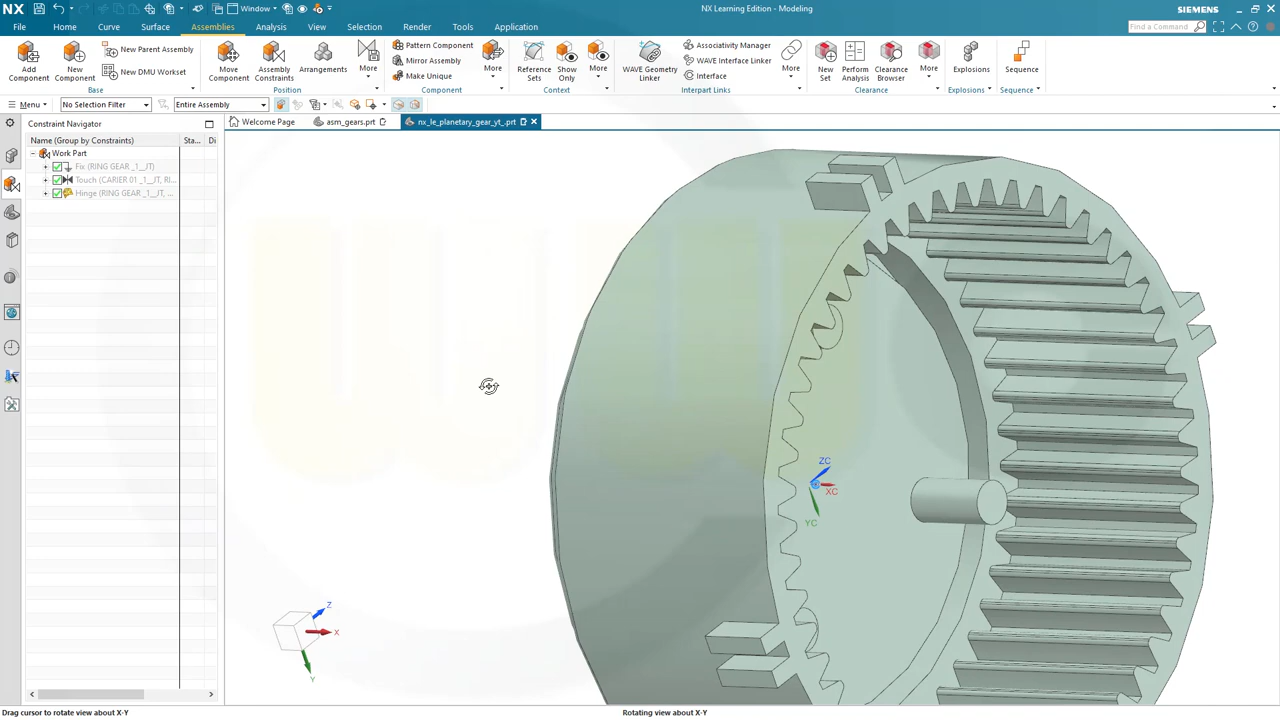 NX Window NX Learning Edition - Modeling SIEMENS
File Home Curve Surface Assemblies Analysis View Selection Render Tools Application Find a Command
Add Component New Component New Parent Assembly New DMU Workset Base
Move Component Assembly Constraints Arrangements More Position
Pattern Component Mirror Assembly Make Unique More Component
Reference Sets Show Only More Context
WAVE Geometry Linker Associativity Manager WAVE Interface Linker Interface More Interpart Links
New Set Perform Analysis Clearance Browser More Clearance
Explosions Explosions
Sequence Sequence
Menu No Selection Filter Entire Assembly
Constraint Navigator Welcome Page asm_gears.prt nx_le_planetary_gear_yt_.prt
Name (Group by Constraints) Sta... Di
Work Part
Fix (RING GEAR _1__JT)
Touch (CARIER 01 _1__JT, RI...
Hinge (RING GEAR _1__JT, ...
ZC
XC
YC
Z
X
Y
Drag cursor to rotate view about X-Y Rotating view about X-Y